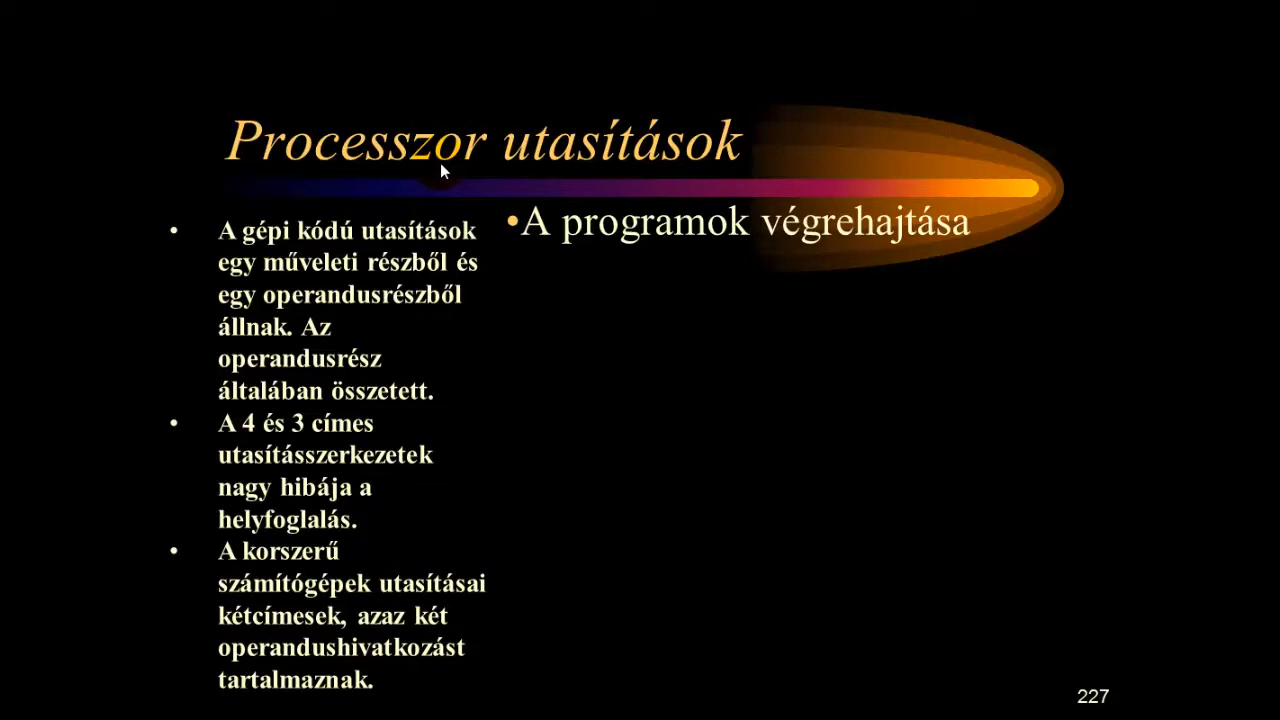 Processzor utasítások
• A gépi kódú utasítások
egy műveleti részből és
egy operandusrészből
állnak. Az
operandusrész
általában összetett.
• A 4 és 3 címes
utasításszerkezetek
nagy hibája a
helyfoglalás.
• A korszerű
számítógépek utasításai
kétcímesek, azaz két
operandushivatkozást
tartalmaznak.
•A programok végrehajtása
227